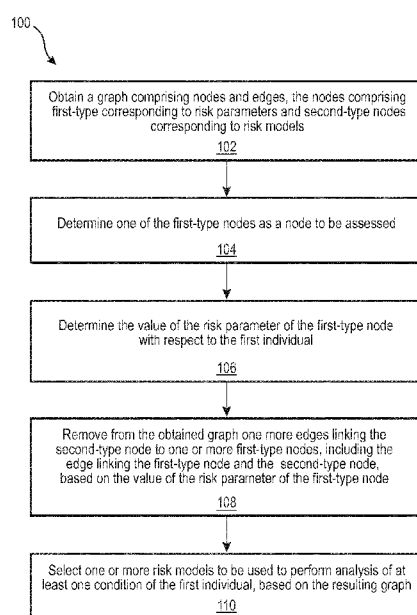 100
Obtain a graph comprising nodes and edges, the nodes comprising
first-type corresponding to risk parameters and second-type nodes
corresponding to risk models
102
Determine one of the first-type nodes as a node to be assessed
104
Determine the value of the risk parameter of the first-type node
with respect to the first individual
106
Remove from the obtained graph one more edges linking the
second-type node to one or more first-type nodes, including the
edge linking the first-type node and the second-type node,
based on the value of the risk parameter of the first-type node
108
Select one or more risk models to be used to perform analysis of
at least one condition of the first individual, based on the resulting
graph
110